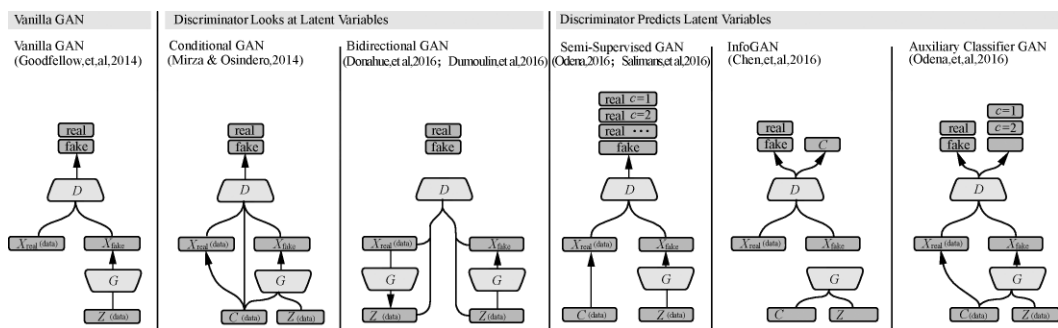 Vanilla GAN
Discriminator Looks at Latent Variables
Discriminator Predicts Latent Variables
Vanilla GAN
(Goodfellow,et,al,2014)
Conditional GAN
(Mirza & Osindero,2014)
Bidirectional GAN
(Donahue,et,al,2016; Dumoulin,et,al,2016)
Semi-Supervised GAN
(Odena,2016; Salimans,et,al,2016)
InfoGAN
(Chen,et,al,2016)
Auxiliary Classifier GAN
(Odena,et,al,2016)
real
fake
D
Xreal (data)
Xfake
G
Z (data)
real
fake
D
Xreal (data)
Xfake
G
C (data)
Z (data)
real
fake
D
Xreal (data)
Xfake
G
G
Z (data)
Z (data)
real c=1
real c=2
real ···
fake
D
Xreal (data)
Xfake
G
C (data)
Z (data)
real
fake
C
D
Xreal (data)
Xfake
G
C
Z
c=1
real
c=2
fake
D
Xreal (data)
Xfake
G
C (data)
Z (data)